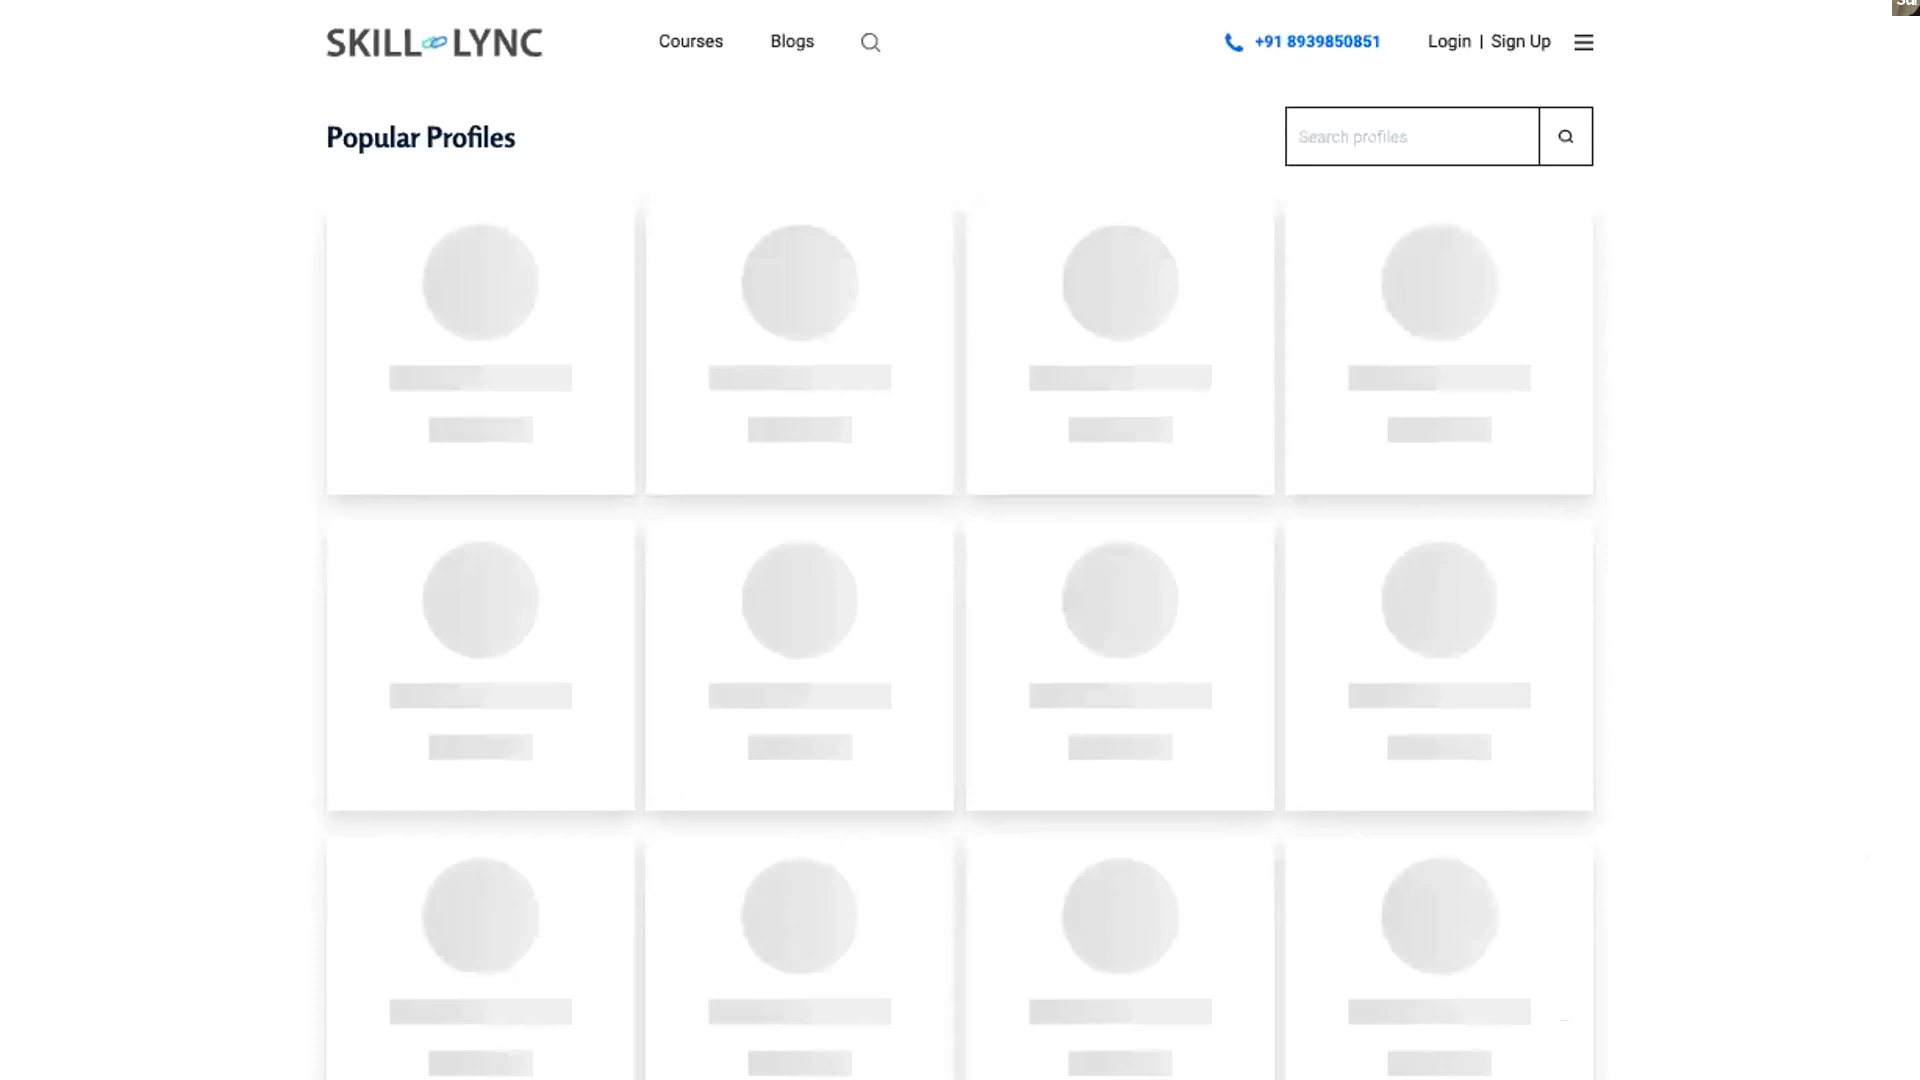 SKILL LYNC
Courses
Blogs
+91 8939850851
Login | Sign Up
Popular Profiles
Search profiles